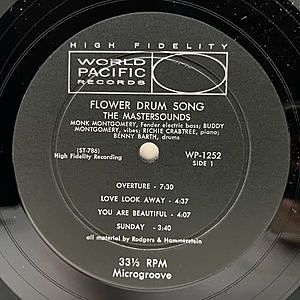 HIGH FIDELITY
WORLD
PACIFIC
RECORDS
FLOWER DRUM SONG
THE MASTERSOUNDS
MONK MONTGOMERY, Fender electric bass; BUDDY
MONTGOMERY, vibes; RICHIE CRABTREE, piano;
BENNY BARTH, drums
(ST-786)
High Fidelity Recording
WP-1252
SIDE 1
OVERTURE - 7:30
LOVE LOOK AWAY - 4:37
YOU ARE BEAUTIFUL - 4:07
SUNDAY - 3:40
all material by Rodgers & Hammerstein
33⅓ RPM
Microgroove